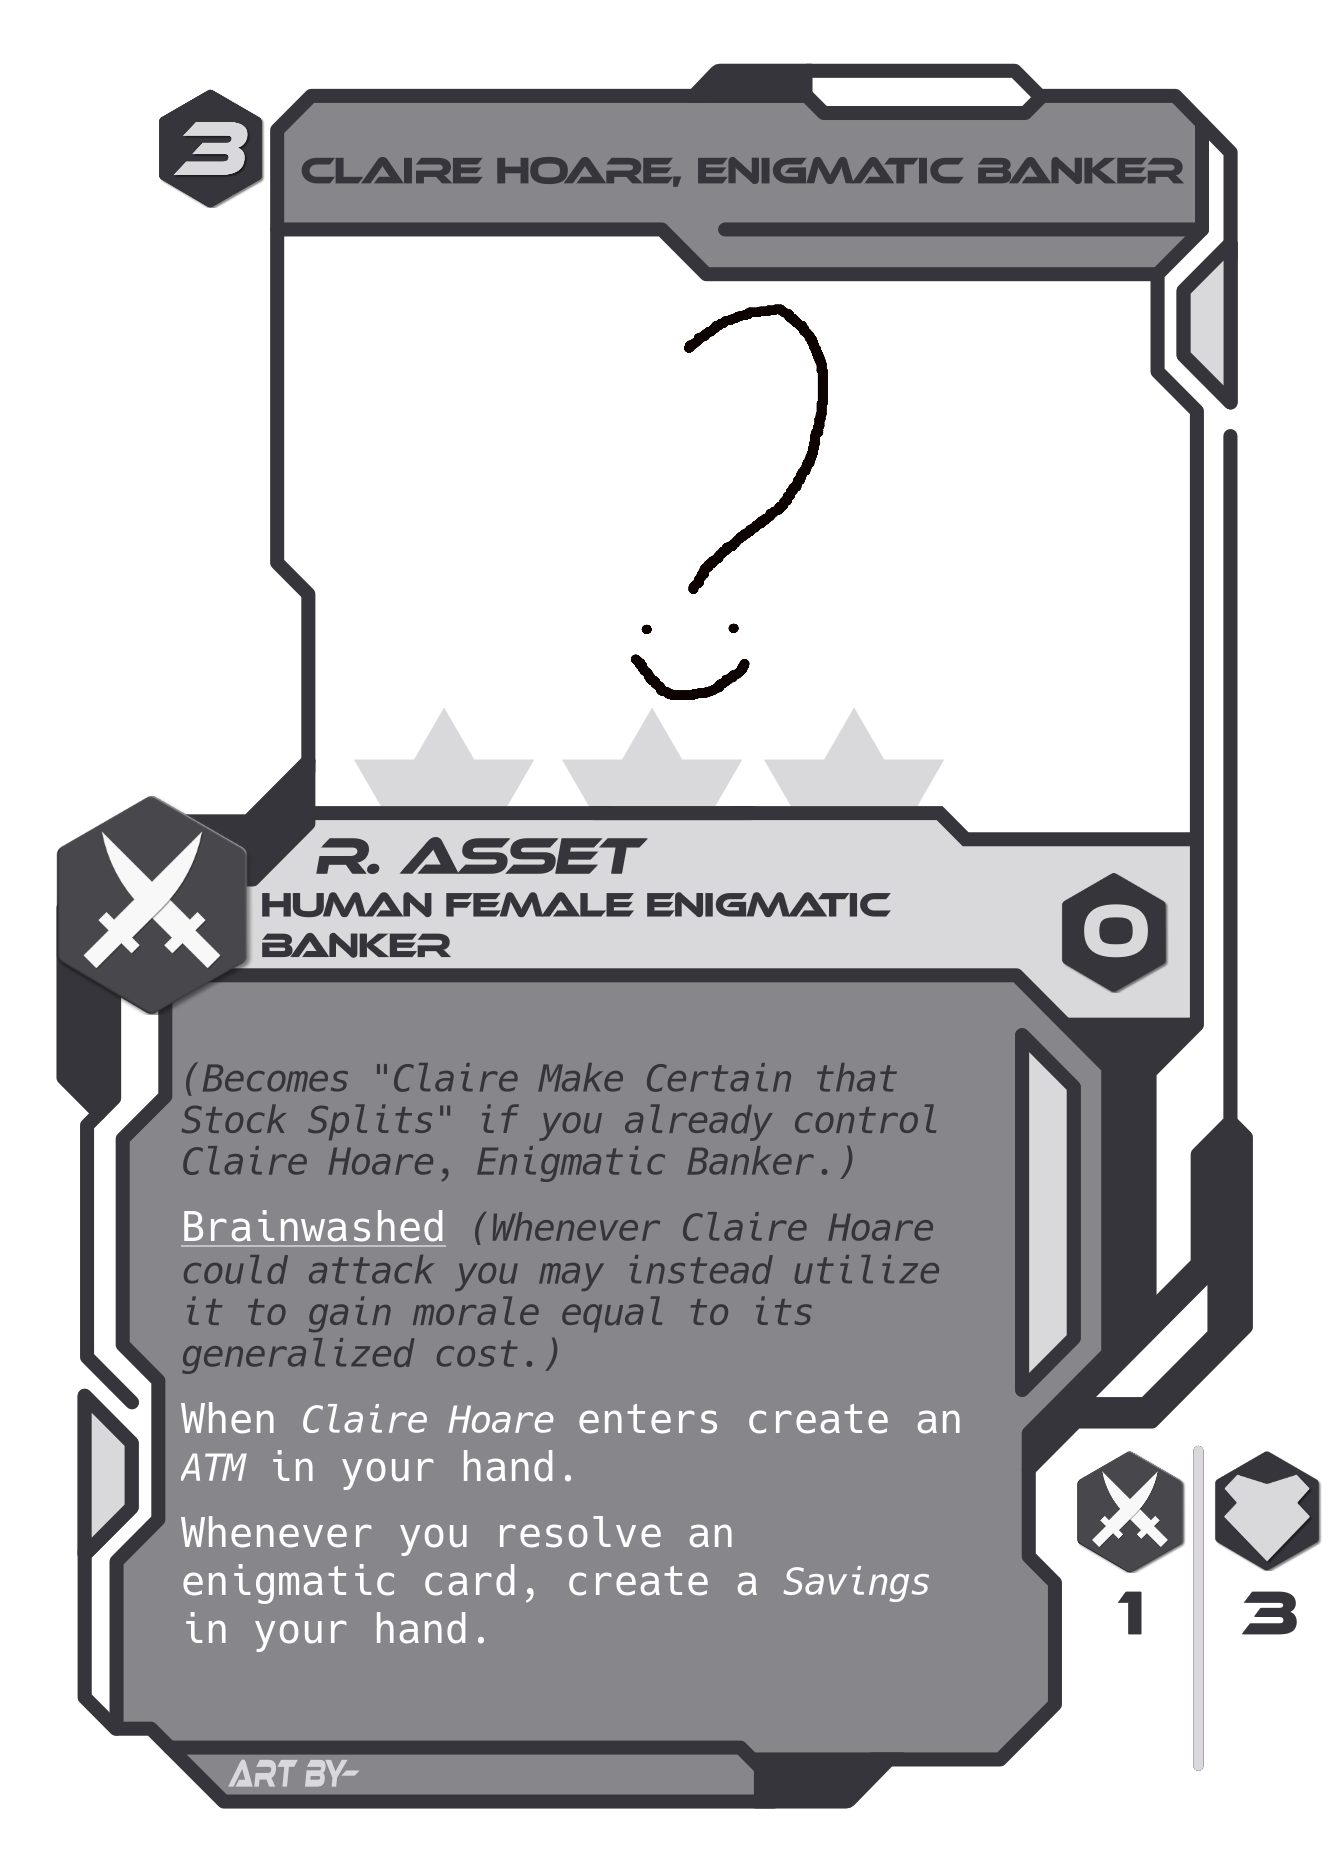 3
CLAIRE HOARE, ENIGMATIC BANKER
R. ASSET
HUMAN FEMALE ENIGMATIC
BANKER
0
(Becomes "Claire Make Certain that
Stock Splits" if you already control
Claire Hoare, Enigmatic Banker.)
Brainwashed (Whenever Claire Hoare
could attack you may instead utilize
it to gain morale equal to its
generalized cost.)
When Claire Hoare enters create an
ATM in your hand.
Whenever you resolve an
enigmatic card, create a Savings
in your hand.
1
3
ART BY-